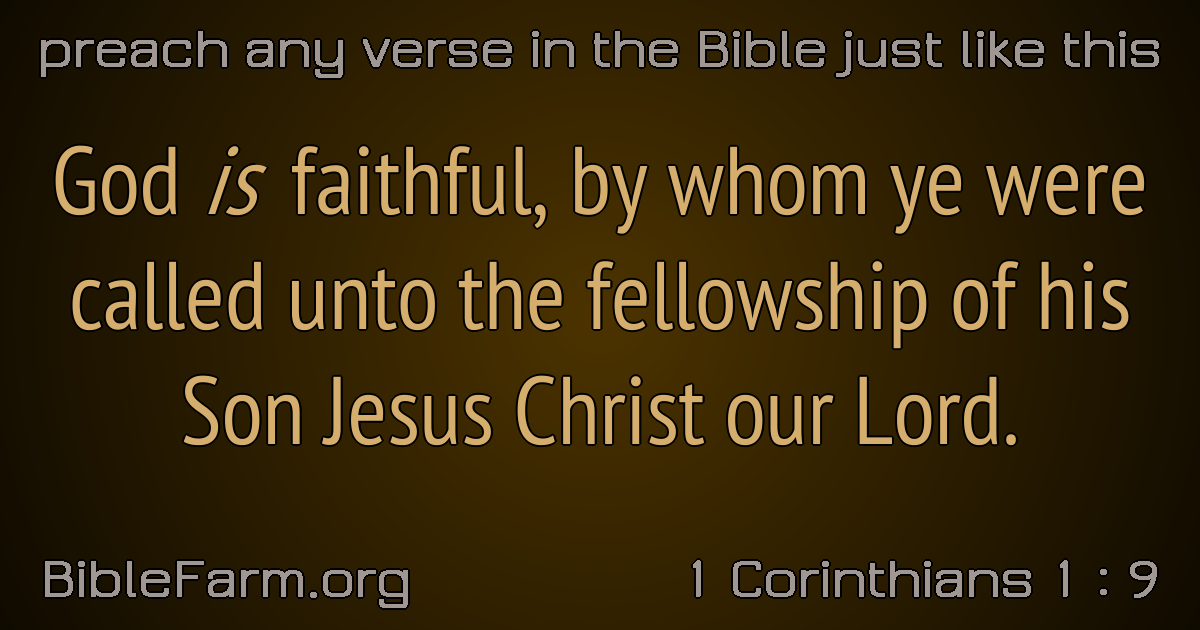 preach any verse in the Bible just like this
God is faithful, by whom ye were
called unto the fellowship of his
Son Jesus Christ our Lord.
BibleFarm.org
1 Corinthians 1 : 9